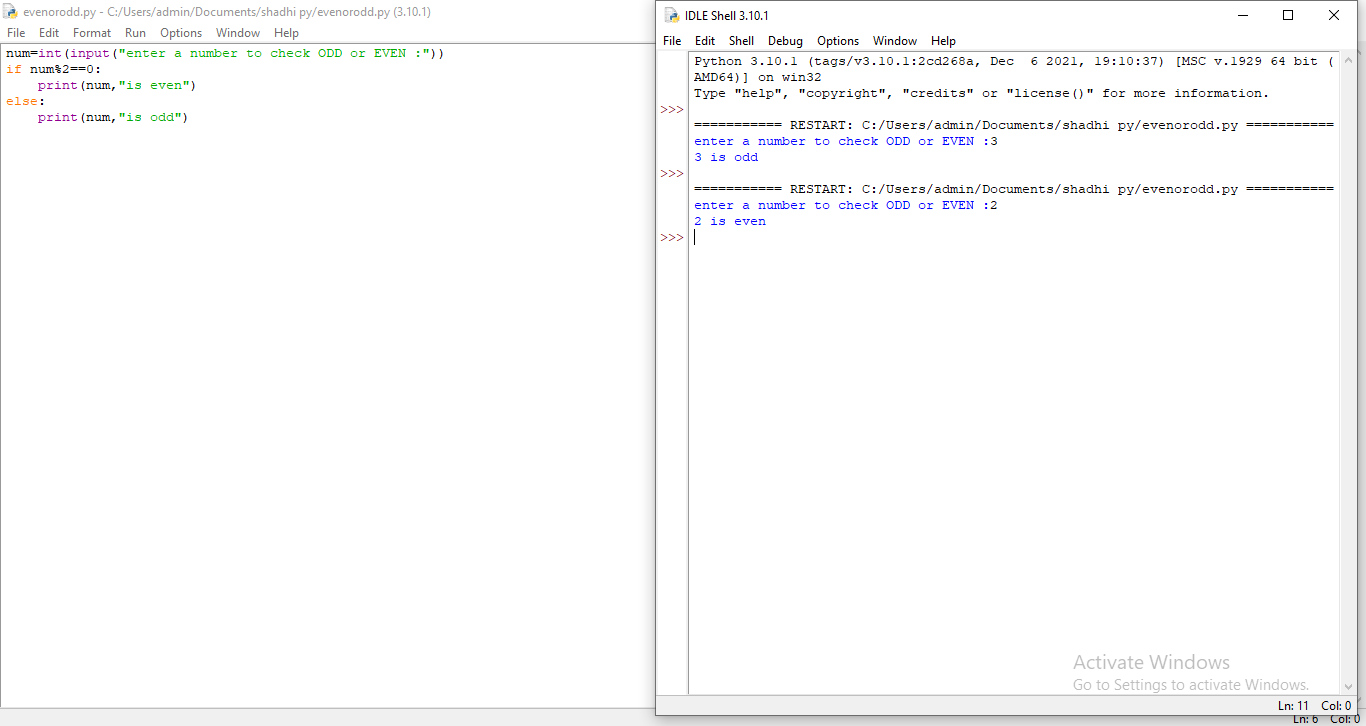 evenorodd.py - C:/Users/admin/Documents/shadhi py/evenorodd.py (3.10.1)
File Edit Format Run Options Window Help
num=int(input("enter a number to check ODD or EVEN :"))
if num%2==0:
    print(num,"is even")
else:
    print(num,"is odd")
IDLE Shell 3.10.1
File Edit Shell Debug Options Window Help
Python 3.10.1 (tags/v3.10.1:2cd268a, Dec  6 2021, 19:10:37) [MSC v.1929 64 bit (
AMD64)] on win32
Type "help", "copyright", "credits" or "license()" for more information.
>>>
=========== RESTART: C:/Users/admin/Documents/shadhi py/evenorodd.py ===========
enter a number to check ODD or EVEN :3
3 is odd
>>>
=========== RESTART: C:/Users/admin/Documents/shadhi py/evenorodd.py ===========
enter a number to check ODD or EVEN :2
2 is even
>>>
Activate Windows
Go to Settings to activate Windows.
Ln: 11 Col: 0
Ln: 6 Col: 0